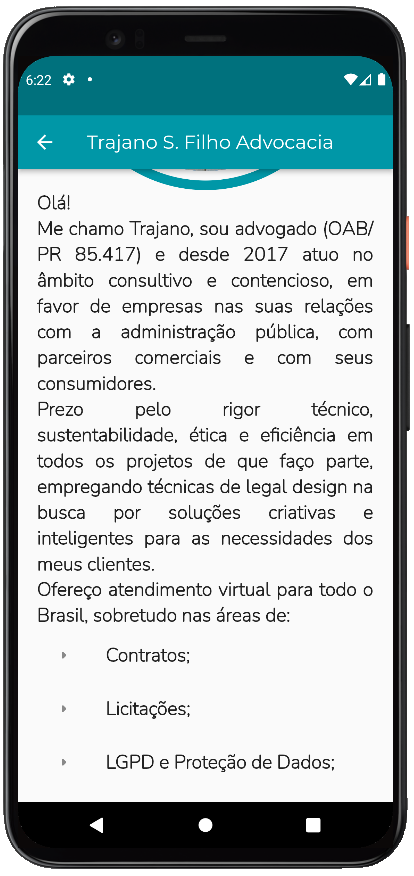 6:22
Trajano S. Filho Advocacia
Olá!
Me chamo Trajano, sou advogado (OAB/
PR 85.417) e desde 2017 atuo no
âmbito consultivo e contencioso, em
favor de empresas nas suas relações
com a administração pública, com
parceiros comerciais e com seus
consumidores.
Prezo pelo rigor técnico,
sustentabilidade, ética e eficiência em
todos os projetos de que faço parte,
empregando técnicas de legal design na
busca por soluções criativas e
inteligentes para as necessidades dos
meus clientes.
Ofereço atendimento virtual para todo o
Brasil, sobretudo nas áreas de:
Contratos;
Licitações;
LGPD e Proteção de Dados;